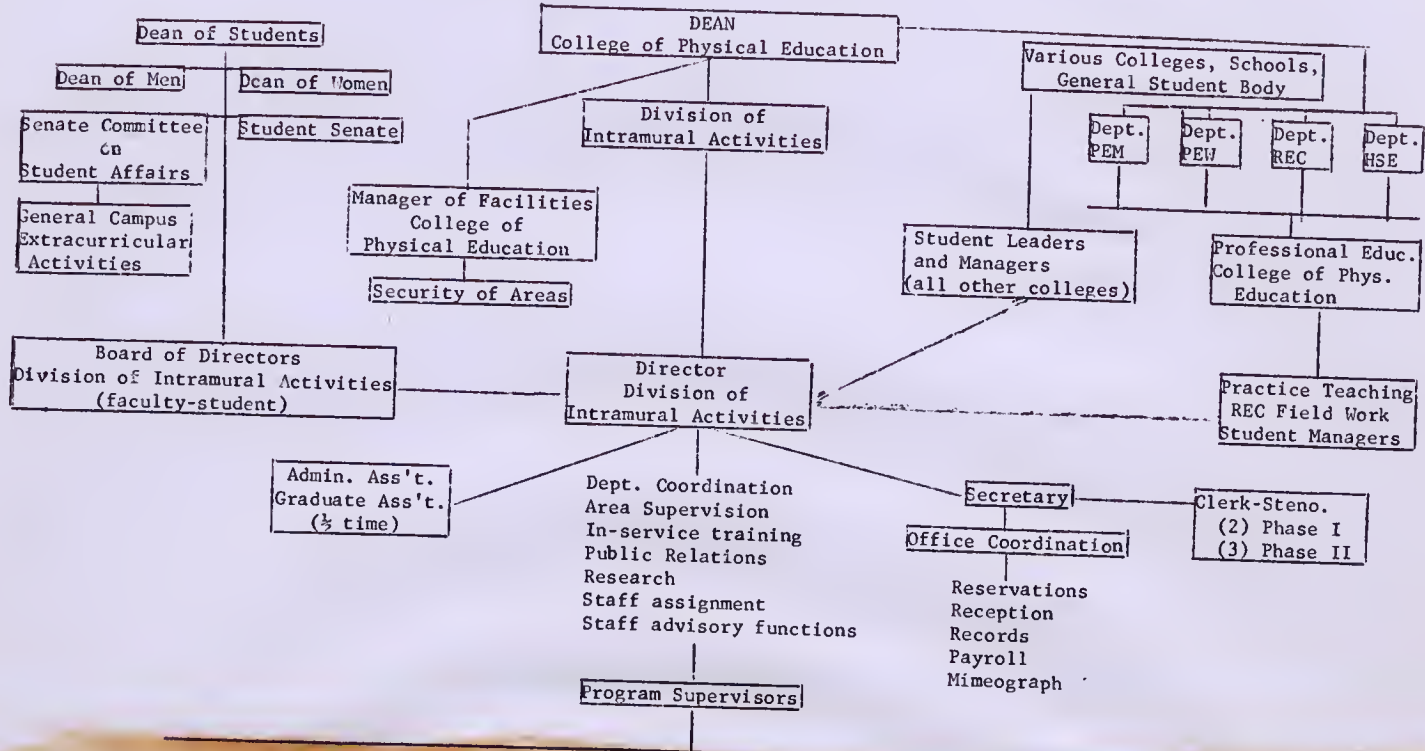 Dean of Students
Dean of Men
Dean of Women
Senate Committee
on
Student Affairs
Student Senate
General Campus
Extracurricular
Activities
DEAN
College of Physical Education
Division of
Intramural Activities
Manager of Facilities
College of
Physical Education
Security of Areas
Various Colleges, Schools,
General Student Body
Dept.
PEM
Dept.
PEW
Dept.
REC
Dept.
HSE
Student Leaders
and Managers
(all other colleges)
Professional Educ.
College of Phys.
Education
Board of Directors
Division of Intramural Activities
(faculty-student)
Director
Division of
Intramural Activities
Practice Teaching
REC Field Work
Student Managers
Admin. Ass't.
Graduate Ass't.
(½ time)
Dept. Coordination
Area Supervision
In-service training
Public Relations
Research
Staff assignment
Staff advisory functions
Secretary
Clerk-Steno.
(2) Phase I
(3) Phase II
Office Coordination
Reservations
Reception
Records
Payroll
Mimeograph
Program Supervisors